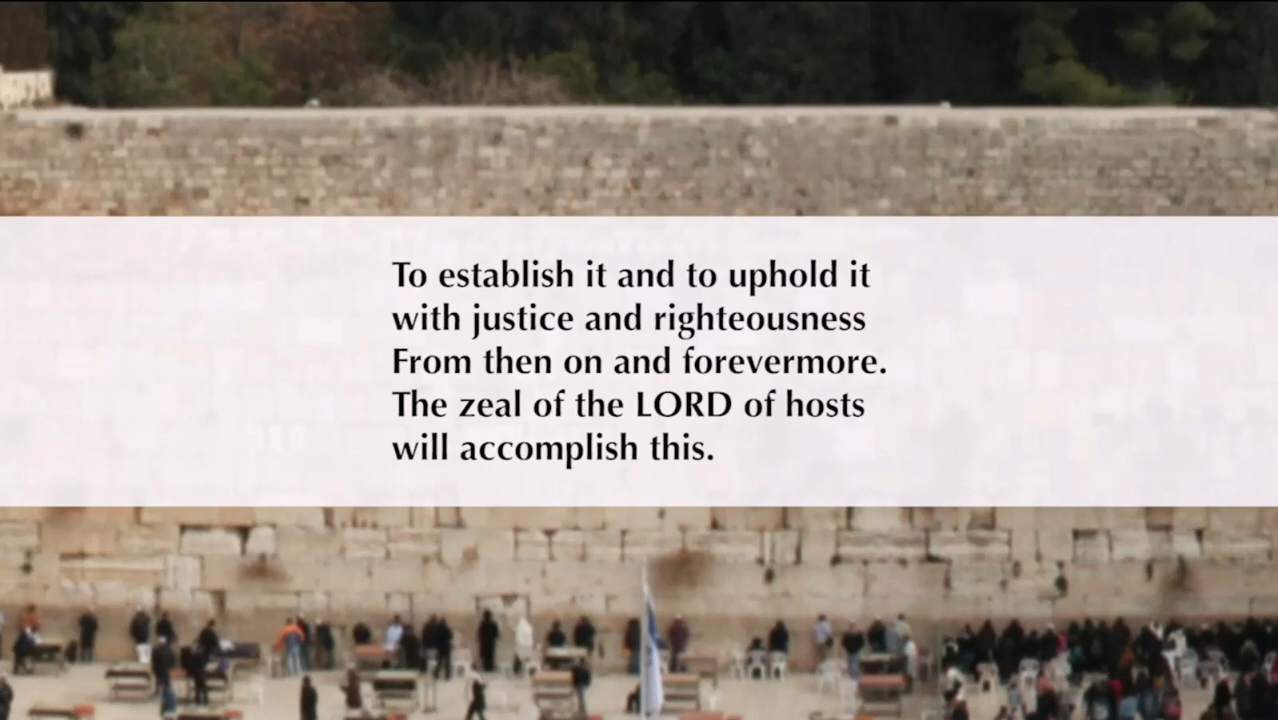 To establish it and to uphold it
with justice and righteousness
From then on and forevermore.
The zeal of the LORD of hosts
will accomplish this.